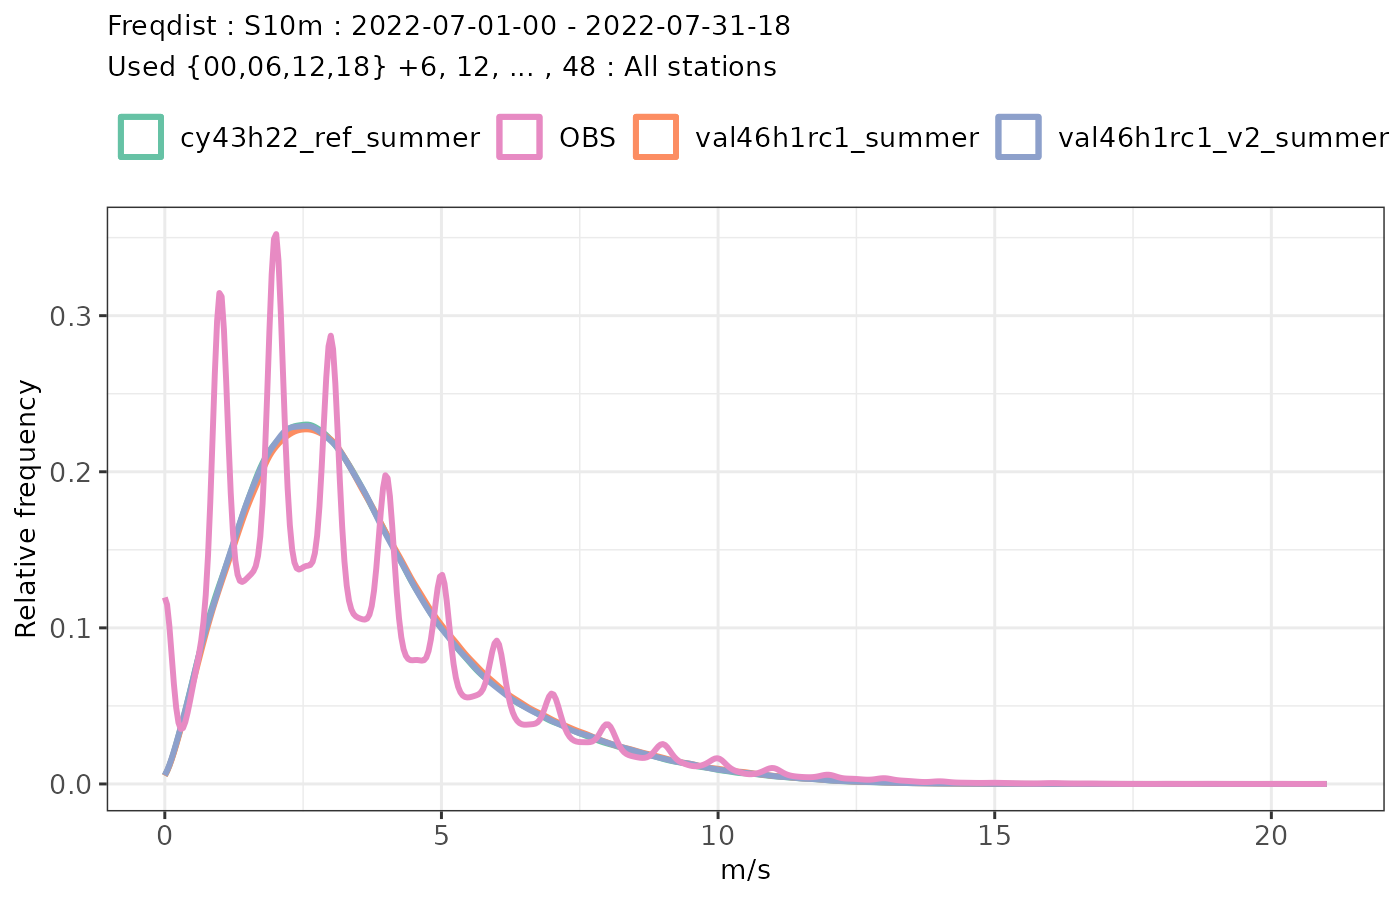 Freqdist : S10m : 2022-07-01-00 - 2022-07-31-18
Used {00,06,12,18} +6, 12, ... , 48 : All stations
cy43h22_ref_summer OBS val46h1rc1_summer val46h1rc1_v2_summer
0.3
0.2
0.1
0.0
Relative frequency
0 5 10 15 20
m/s